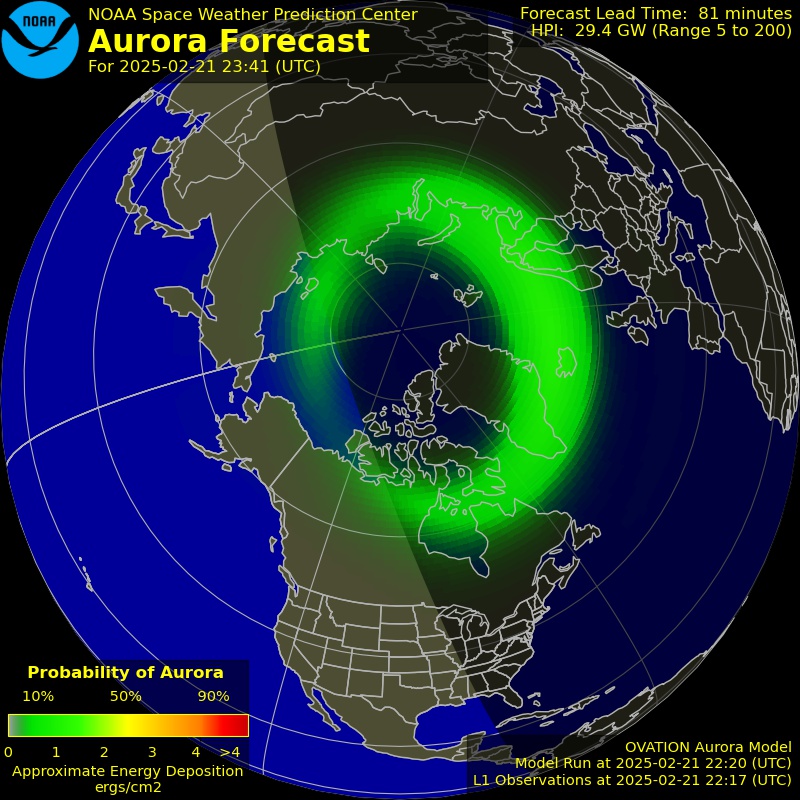 NOAA
NOAA Space Weather Prediction Center
Aurora Forecast
For 2025-02-21 23:41 (UTC)
Forecast Lead Time: 81 minutes
HPI: 29.4 GW (Range 5 to 200)
Probability of Aurora
10% 50% 90%
0 1 2 3 4 >4
Approximate Energy Deposition
ergs/cm2
OVATION Aurora Model
Model Run at 2025-02-21 22:20 (UTC)
L1 Observations at 2025-02-21 22:17 (UTC)